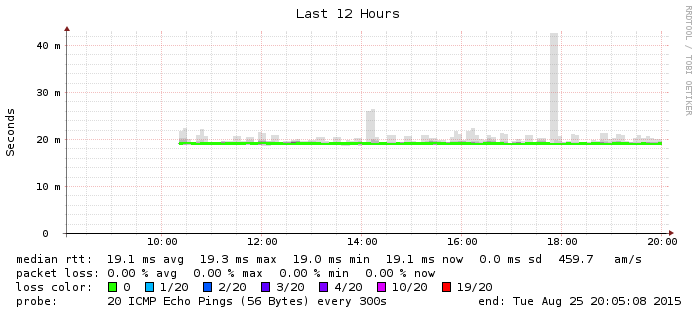 Last 12 Hours
RRDTOOL / TOBI OETIKER
Seconds
40 m
30 m
20 m
10 m
0
10:00 12:00 14:00 16:00 18:00 20:00
median rtt: 19.1 ms avg 19.3 ms max 19.0 ms min 19.1 ms now 0.0 ms sd 459.7 am/s
packet loss: 0.00 % avg 0.00 % max 0.00 % min 0.00 % now
loss color: 0 1/20 2/20 3/20 4/20 10/20 19/20
probe: 20 ICMP Echo Pings (56 Bytes) every 300s end: Tue Aug 25 20:05:08 2015